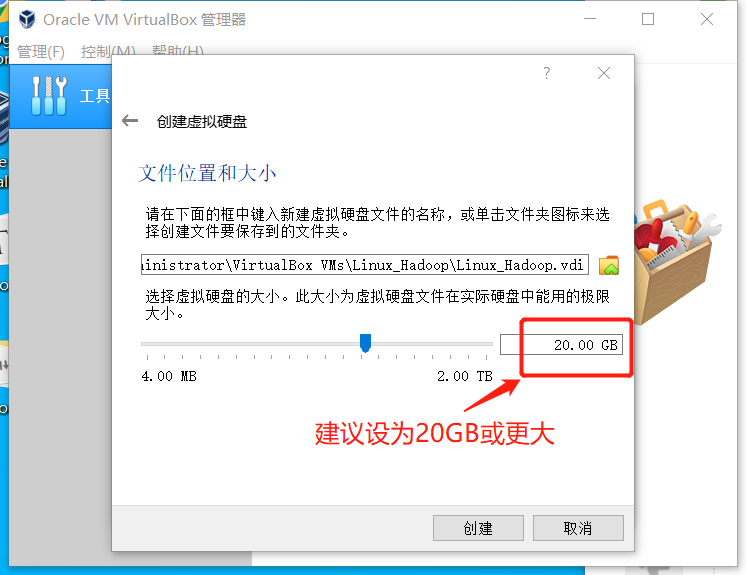 Oracle VM VirtualBox 管理器
管理(F) 控制(M) 帮助(H)
工具
?
创建虚拟硬盘
文件位置和大小
请在下面的框中键入新建虚拟硬盘文件的名称，或单击文件夹图标来选
择创建文件要保存到的文件夹。
inistrator\VirtualBox VMs\Linux_Hadoop\Linux_Hadoop.vdi
选择虚拟硬盘的大小。此大小为虚拟硬盘文件在实际硬盘中能用的极限
大小。
20.00 GB
4.00 MB 2.00 TB
建议设为20GB或更大
创建 取消